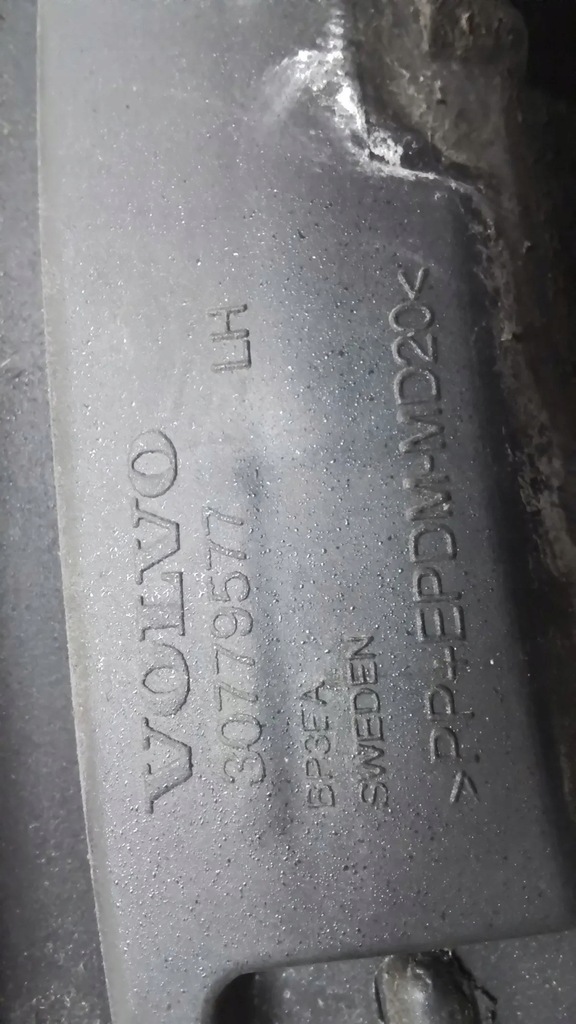 VOLVO
30779577 LH
BP3EA
SWEDEN
>PP+EPDM-MD20<